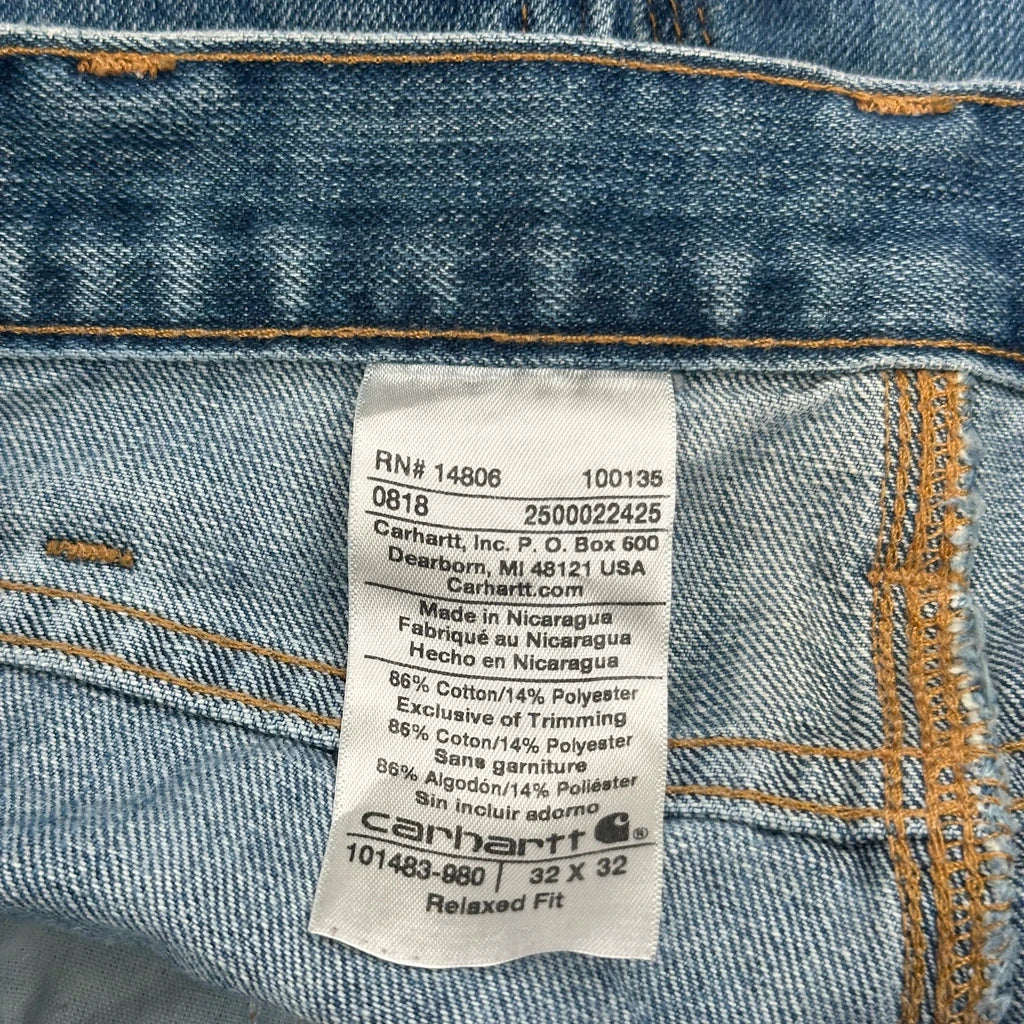 RN# 14806 100135
0818 2500022425
Carhartt, Inc. P. O. Box 600
Dearborn, MI 48121 USA
Carhartt.com
Made in Nicaragua
Fabriqué au Nicaragua
Hecho en Nicaragua
86% Cotton/14% Polyester
Exclusive of Trimming
86% Coton/14% Polyester
Sans garniture
86% Algodón/14% Poliéster
Sin incluir adorno
carhartt ®
101483-980 | 32 X 32
Relaxed Fit